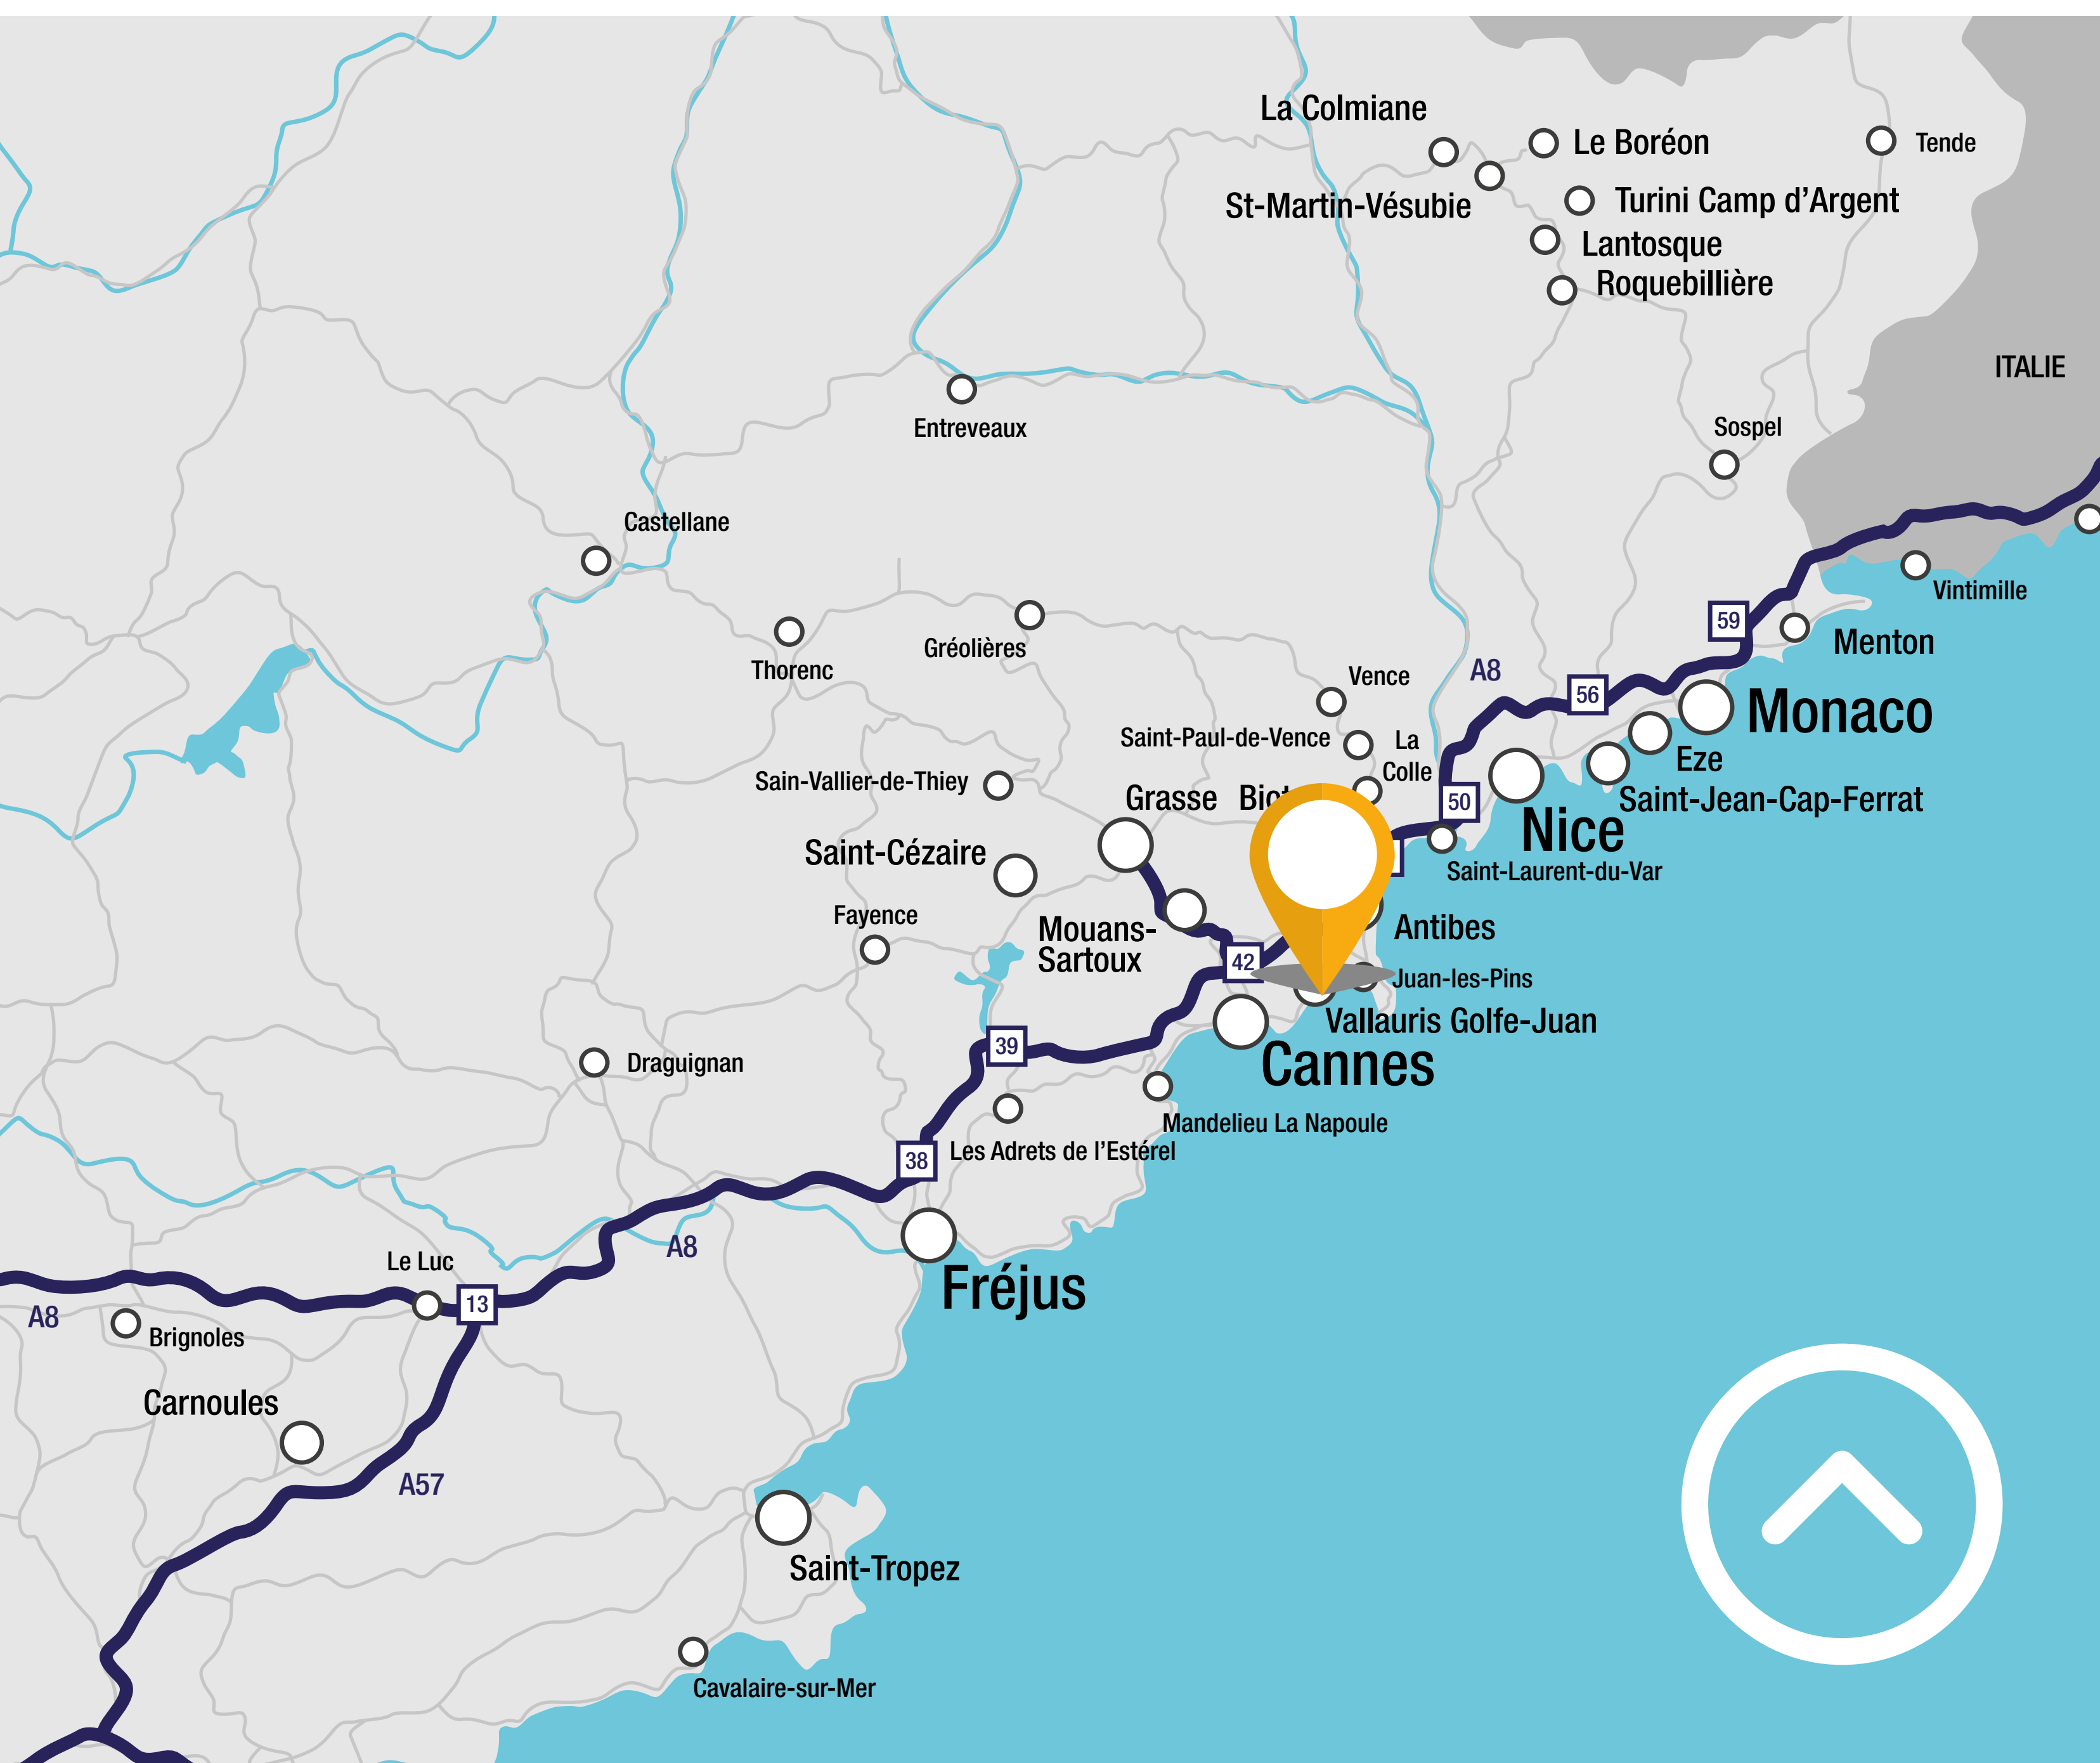 La Colmiane
Le Boréon
Tende
St-Martin-Vésubie
Turini Camp d'Argent
Lantosque
Roquebillière
ITALIE
Entreveaux
Sospel
Castellane
Vintimille
59
Menton
Thorenc
Gréolières
Vence
A8
56
Monaco
Saint-Paul-de-Vence
La
Colle
Eze
Sain-Vallier-de-Thiey
Grasse
50
Saint-Jean-Cap-Ferrat
Nice
Saint-Cézaire
Saint-Laurent-du-Var
Fayence
Mouans-
Sartoux
Antibes
42
Juan-les-Pins
Vallauris Golfe-Juan
39
Cannes
Draguignan
Mandelieu La Napoule
38
Les Adrets de l'Estérel
A8
Le Luc
Fréjus
13
A8
Brignoles
Carnoules
A57
Saint-Tropez
Cavalaire-sur-Mer